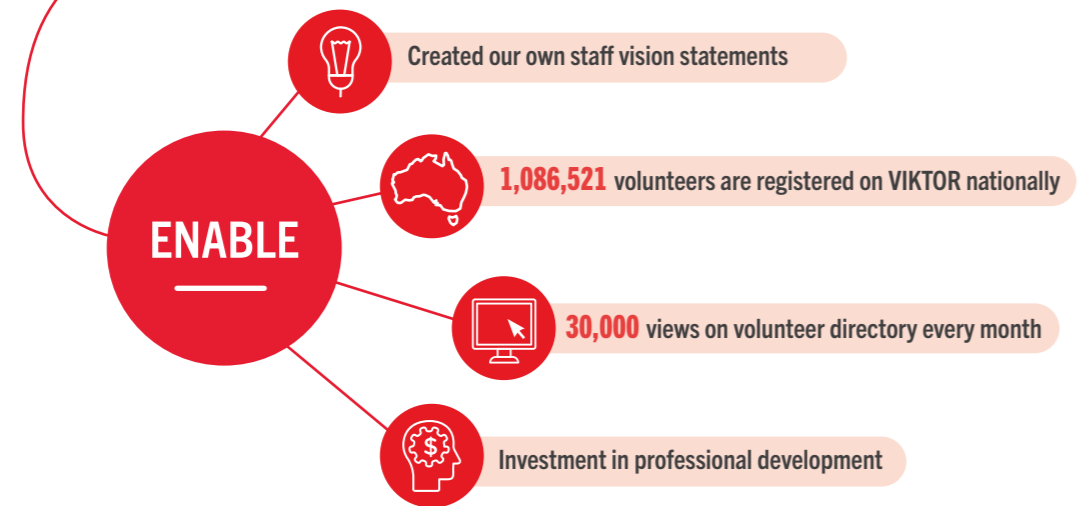 Created our own staff vision statements
1,086,521 volunteers are registered on VIKTOR nationally
ENABLE
30,000 views on volunteer directory every month
$
Investment in professional development